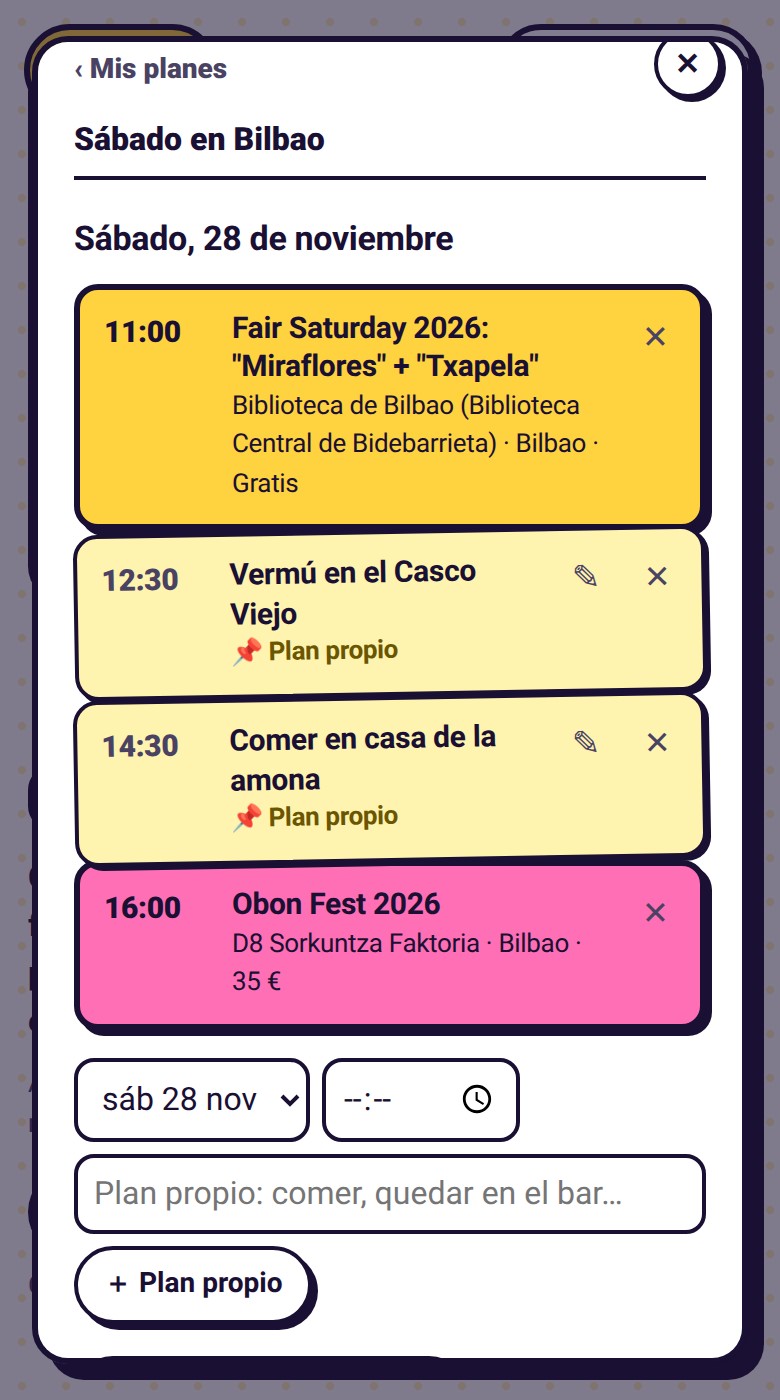 ‹ Mis planes
✕
Sábado en Bilbao
Sábado, 28 de noviembre
11:00
Fair Saturday 2026:
"Miraflores" + "Txapela"
Biblioteca de Bilbao (Biblioteca
Central de Bidebarrieta) · Bilbao ·
Gratis
✕
12:30
Vermú en el Casco
Viejo
📌 Plan propio
✎ ✕
14:30
Comer en casa de la
amona
📌 Plan propio
✎ ✕
16:00
Obon Fest 2026
D8 Sorkuntza Faktoria · Bilbao ·
35 €
✕
sáb 28 nov
--:--
Plan propio: comer, quedar en el bar…
+ Plan propio